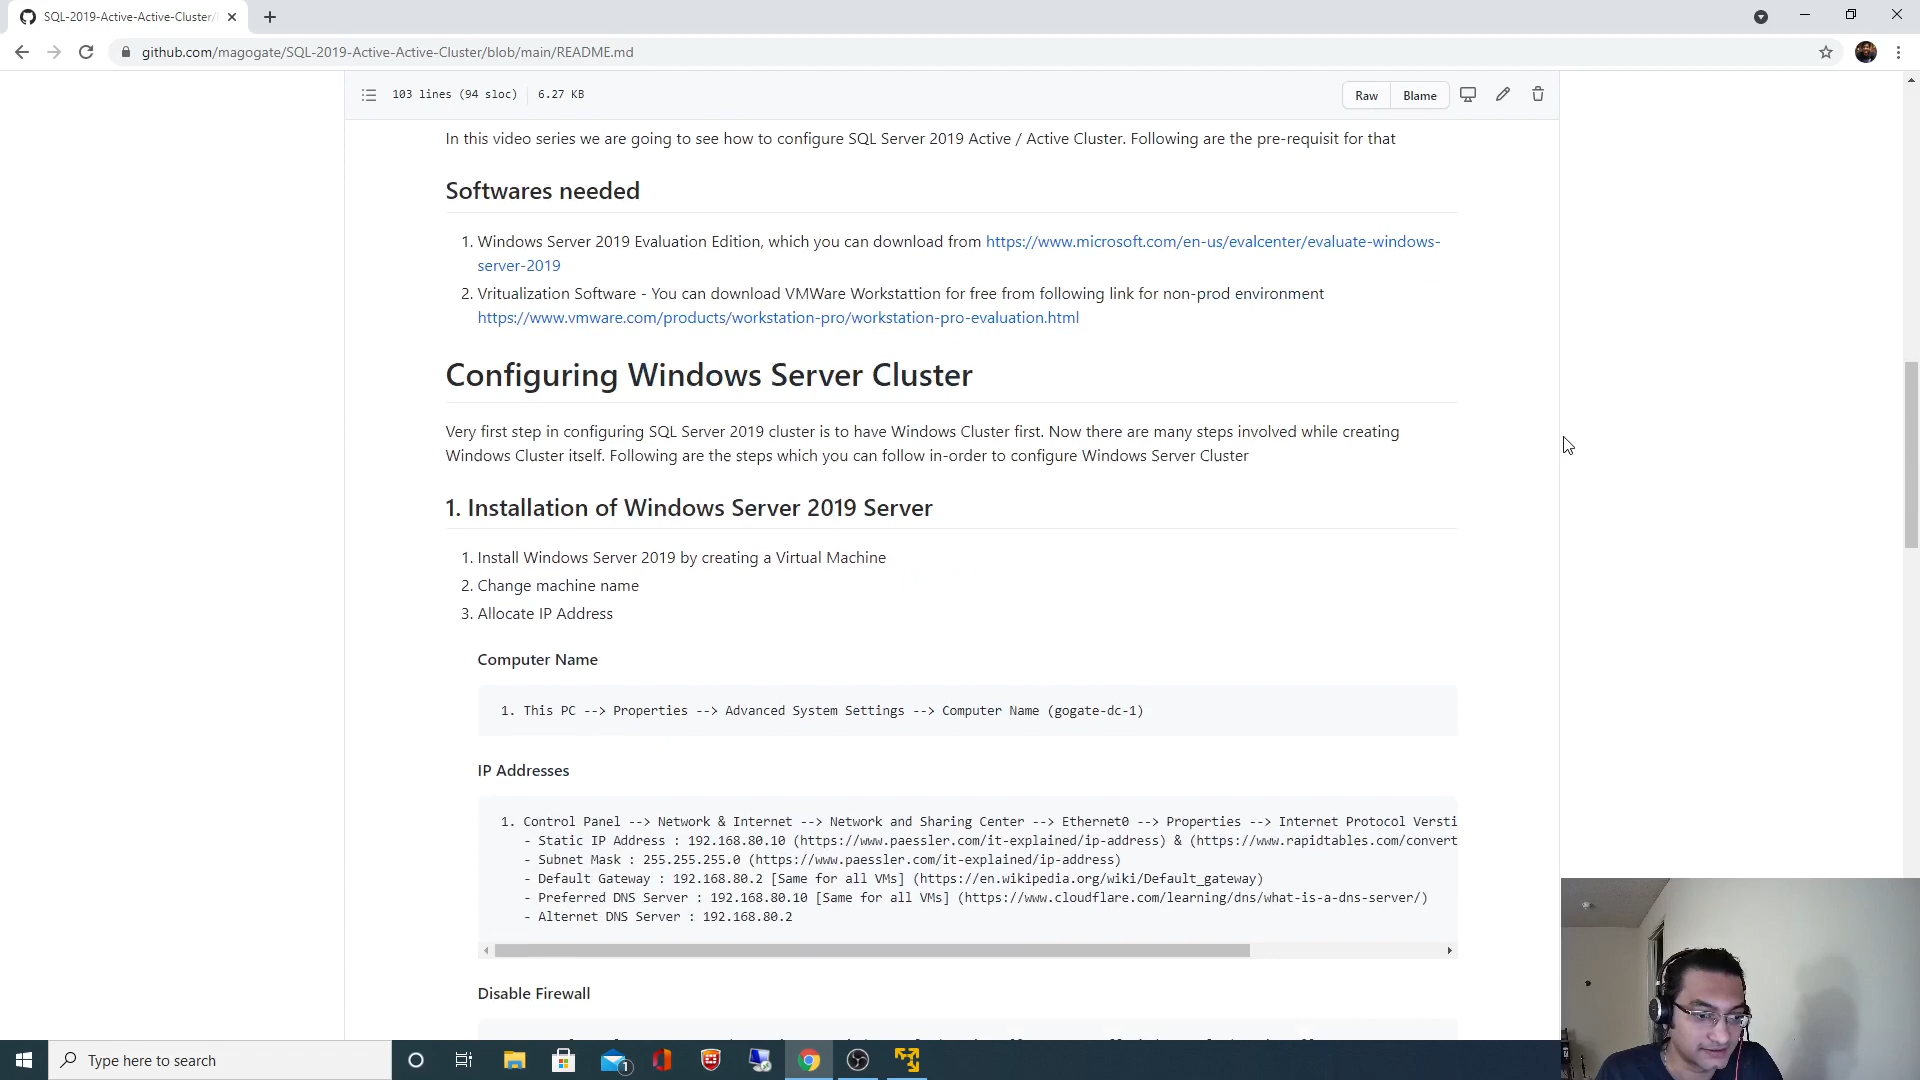 SQL-2019-Active-Active-Cluster/
github.com/magogate/SQL-2019-Active-Active-Cluster/blob/main/README.md
103 lines (94 sloc) 6.27 KB
Raw Blame
In this video series we are going to see how to configure SQL Server 2019 Active / Active Cluster. Following are the pre-requisit for that
Softwares needed
1. Windows Server 2019 Evaluation Edition, which you can download from https://www.microsoft.com/en-us/evalcenter/evaluate-windows-
server-2019
2. Vritualization Software - You can download VMWare Workstattion for free from following link for non-prod environment
https://www.vmware.com/products/workstation-pro/workstation-pro-evaluation.html
Configuring Windows Server Cluster
Very first step in configuring SQL Server 2019 cluster is to have Windows Cluster first. Now there are many steps involved while creating
Windows Cluster itself. Following are the steps which you can follow in-order to configure Windows Server Cluster
1. Installation of Windows Server 2019 Server
1. Install Windows Server 2019 by creating a Virtual Machine
2. Change machine name
3. Allocate IP Address
Computer Name
1. This PC --> Properties --> Advanced System Settings --> Computer Name (gogate-dc-1)
IP Addresses
1. Control Panel --> Network & Internet --> Network and Sharing Center --> Ethernet0 --> Properties --> Internet Protocol Versti
- Static IP Address : 192.168.80.10 (https://www.paessler.com/it-explained/ip-address) & (https://www.rapidtables.com/convert
- Subnet Mask : 255.255.255.0 (https://www.paessler.com/it-explained/ip-address)
- Default Gateway : 192.168.80.2 [Same for all VMs] (https://en.wikipedia.org/wiki/Default_gateway)
- Preferred DNS Server : 192.168.80.10 [Same for all VMs] (https://www.cloudflare.com/learning/dns/what-is-a-dns-server/)
- Alternet DNS Server : 192.168.80.2
Disable Firewall
Type here to search
1